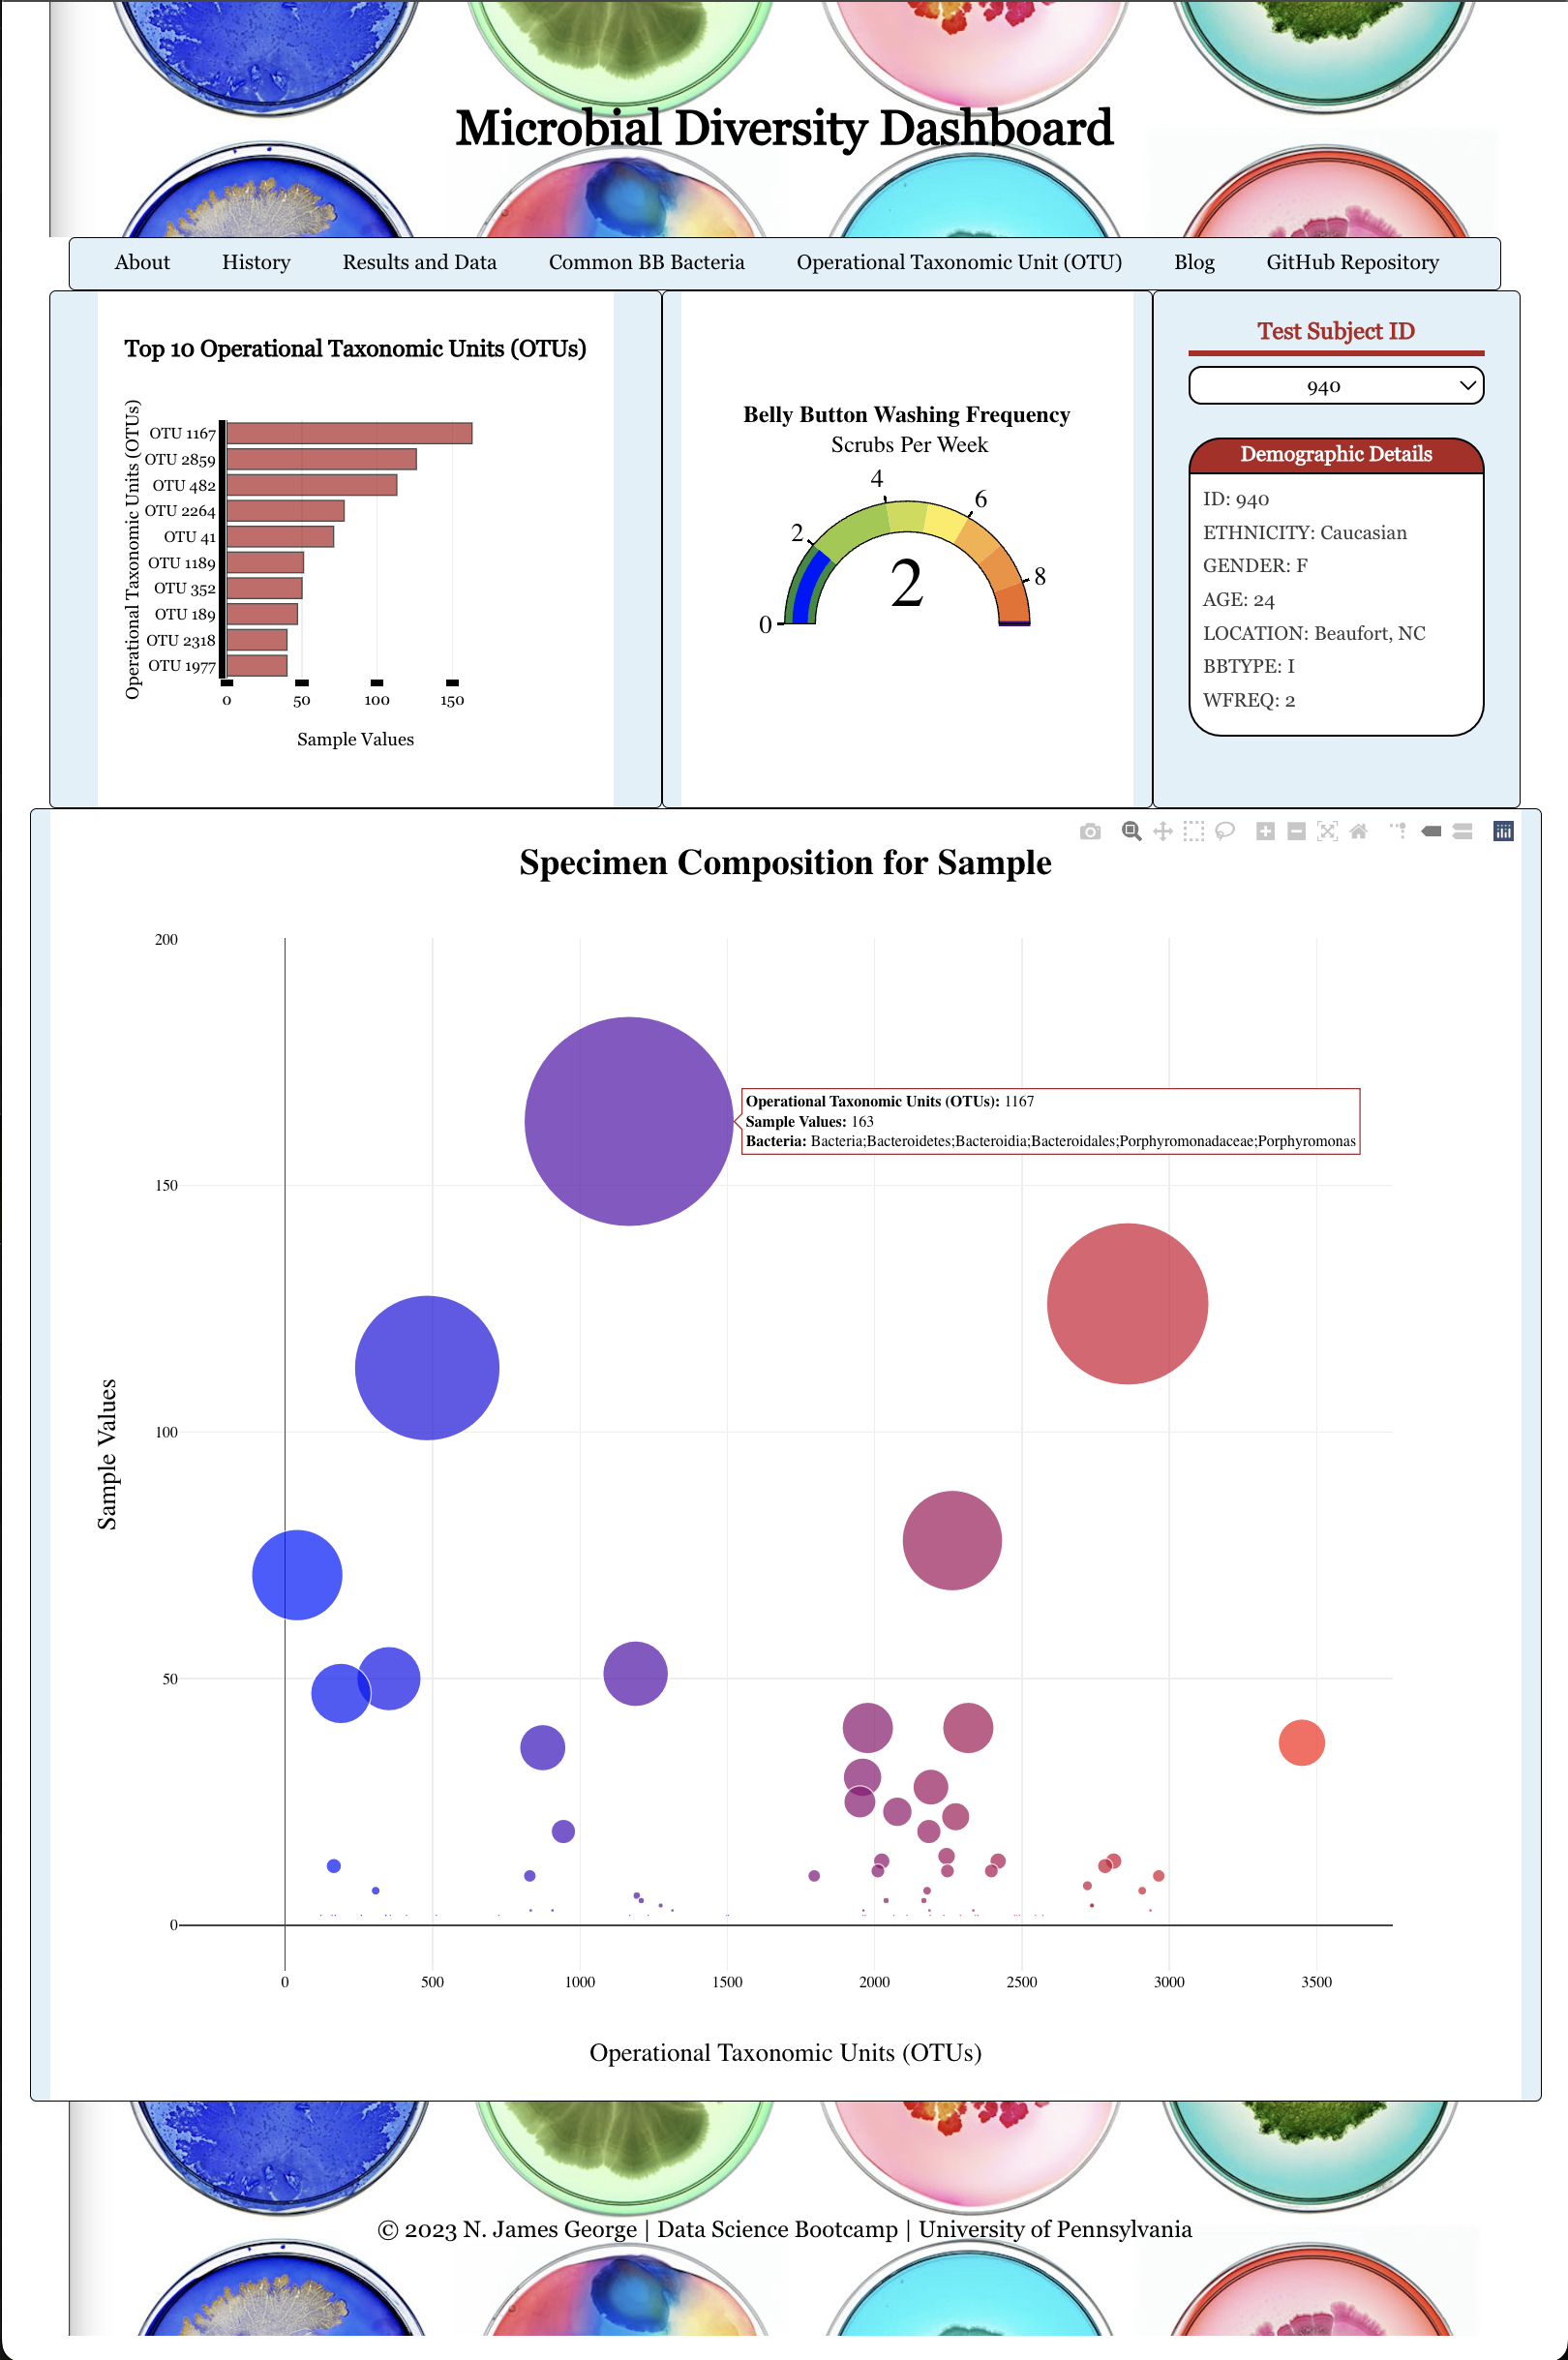 Microbial Diversity Dashboard
About History Results and Data Common BB Bacteria Operational Taxonomic Unit (OTU) Blog GitHub Repository
Top 10 Operational Taxonomic Units (OTUs)
Operational Taxonomic Units (OTUs)
OTU 1167
OTU 2859
OTU 482
OTU 2264
OTU 41
OTU 1189
OTU 352
OTU 189
OTU 2318
OTU 1977
0 50 100 150
Sample Values
Belly Button Washing Frequency
Scrubs Per Week
0 2 4 6 8
2
Test Subject ID
940
Demographic Details
ID: 940
ETHNICITY: Caucasian
GENDER: F
AGE: 24
LOCATION: Beaufort, NC
BBTYPE: I
WFREQ: 2
Specimen Composition for Sample
Sample Values
200
150
100
50
0
Operational Taxonomic Units (OTUs): 1167
Sample Values: 163
Bacteria: Bacteria;Bacteroidetes;Bacteroidia;Bacteroidales;Porphyromonadaceae;Porphyromonas
0 500 1000 1500 2000 2500 3000 3500
Operational Taxonomic Units (OTUs)
© 2023 N. James George | Data Science Bootcamp | University of Pennsylvania